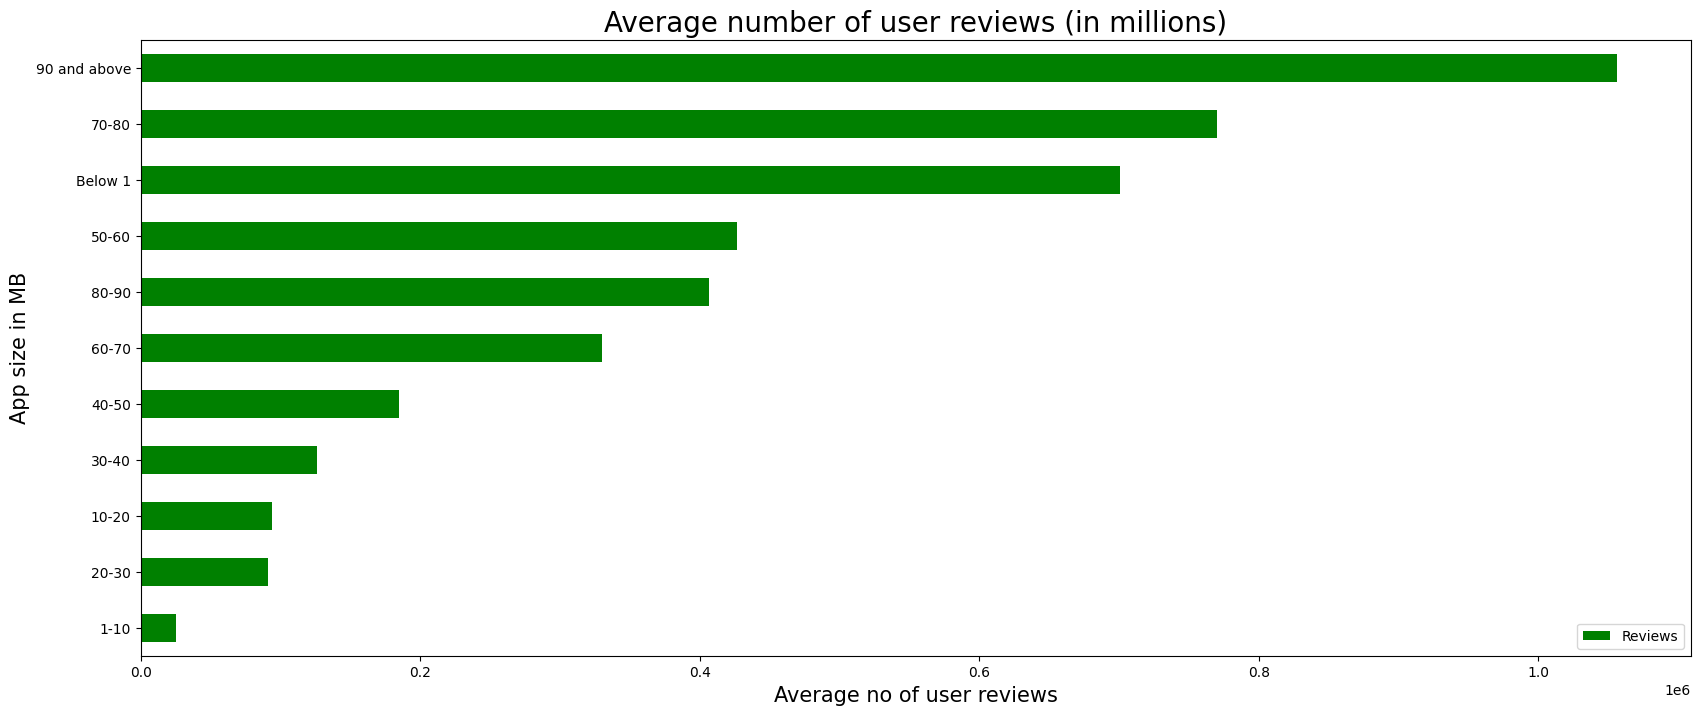 Average number of user reviews (in millions)
90 and above
70-80
Below 1
50-60
80-90
60-70
40-50
30-40
10-20
20-30
1-10
App size in MB
Reviews
0.0 0.2 0.4 0.6 0.8 1.0
1e6
Average no of user reviews